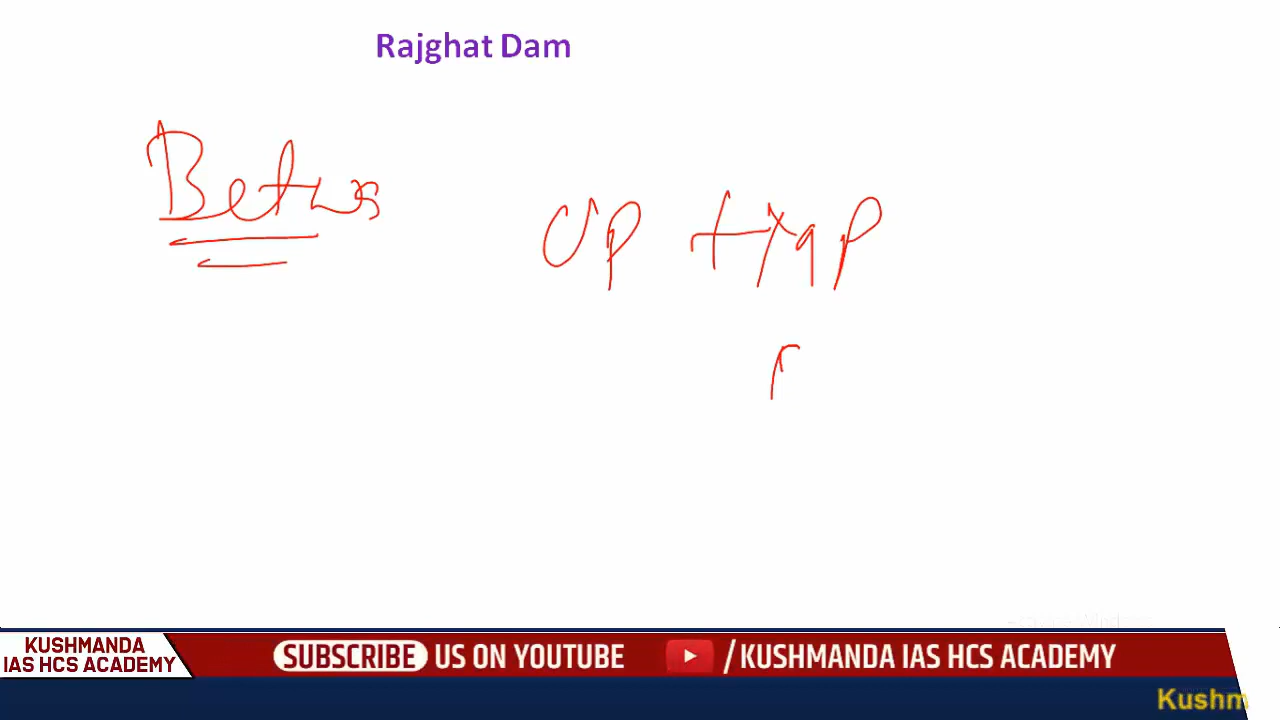 Rajghat Dam
Betwa
UP + MP
KUSHMANDA
IAS HCS ACADEMY
SUBSCRIBE US ON YOUTUBE
/KUSHMANDA IAS HCS ACADEMY
Kushm